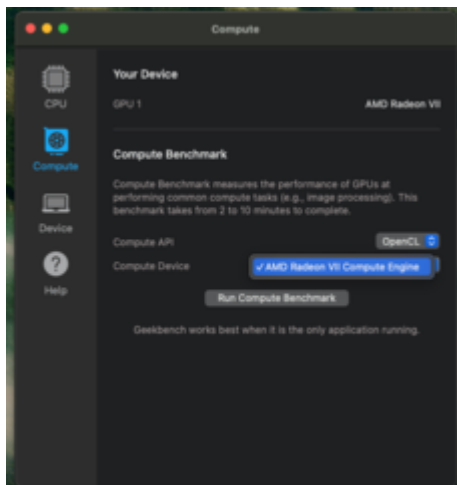 Compute
CPU
Compute
Device
Help
Your Device
GPU 1 AMD Radeon VII
Compute Benchmark
Compute Benchmark measures the performance of GPUs at
performing common compute tasks (e.g., image processing). This
benchmark takes from 2 to 10 minutes to complete.
Compute API OpenCL
Compute Device ✓ AMD Radeon VII Compute Engine
Run Compute Benchmark
Geekbench works best when it is the only application running.